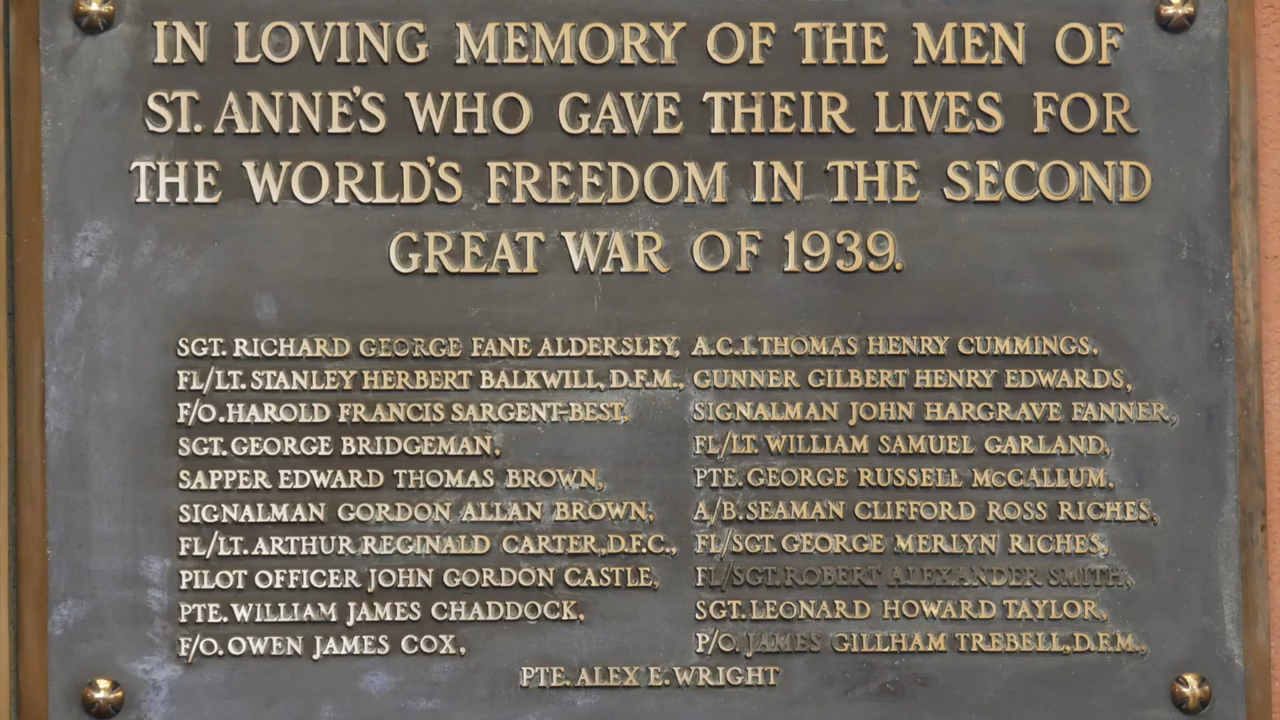 IN LOVING MEMORY OF THE MEN OF
ST. ANNE'S WHO GAVE THEIR LIVES FOR
THE WORLD'S FREEDOM IN THE SECOND
GREAT WAR OF 1939.
SGT. RICHARD GEORGE FANE ALDERSLEY,
FL/LT. STANLEY HERBERT BALKWILL, D.F.M.,
F/O. HAROLD FRANCIS SARGENT-BEST,
SGT. GEORGE BRIDGEMAN,
SAPPER EDWARD THOMAS BROWN,
SIGNALMAN GORDON ALLAN BROWN,
FL/LT. ARTHUR REGINALD CARTER, D.F.C.,
PILOT OFFICER JOHN GORDON CASTLE,
PTE. WILLIAM JAMES CHADDOCK,
F/O. OWEN JAMES COX,
A.C.I. THOMAS HENRY CUMMINGS,
GUNNER GILBERT HENRY EDWARDS,
SIGNALMAN JOHN HARGRAVE FANNER,
FL/LT. WILLIAM SAMUEL GARLAND,
PTE. GEORGE RUSSELL McCALLUM,
A/B. SEAMAN CLIFFORD ROSS RICHES,
FL/SGT. GEORGE MERLYN RICHES,
FL/SGT. ROBERT ALEXANDER SMITH,
SGT. LEONARD HOWARD TAYLOR,
P/O. JAMES GILLHAM TREBELL, D.F.M.,
PTE. ALEX E. WRIGHT